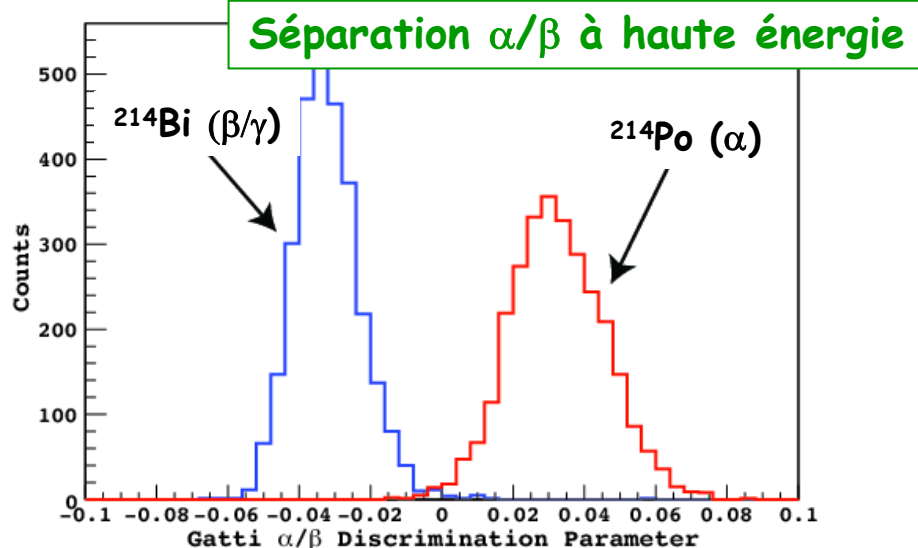 Séparation α/β à haute énergie
500
²¹⁴Bi (β/γ)
²¹⁴Po (α)
400
300
Counts
200
100
0
-0.1 -0.08 -0.06 -0.04 -0.02 0 0.02 0.04 0.06 0.08 0.1
Gatti α/β Discrimination Parameter